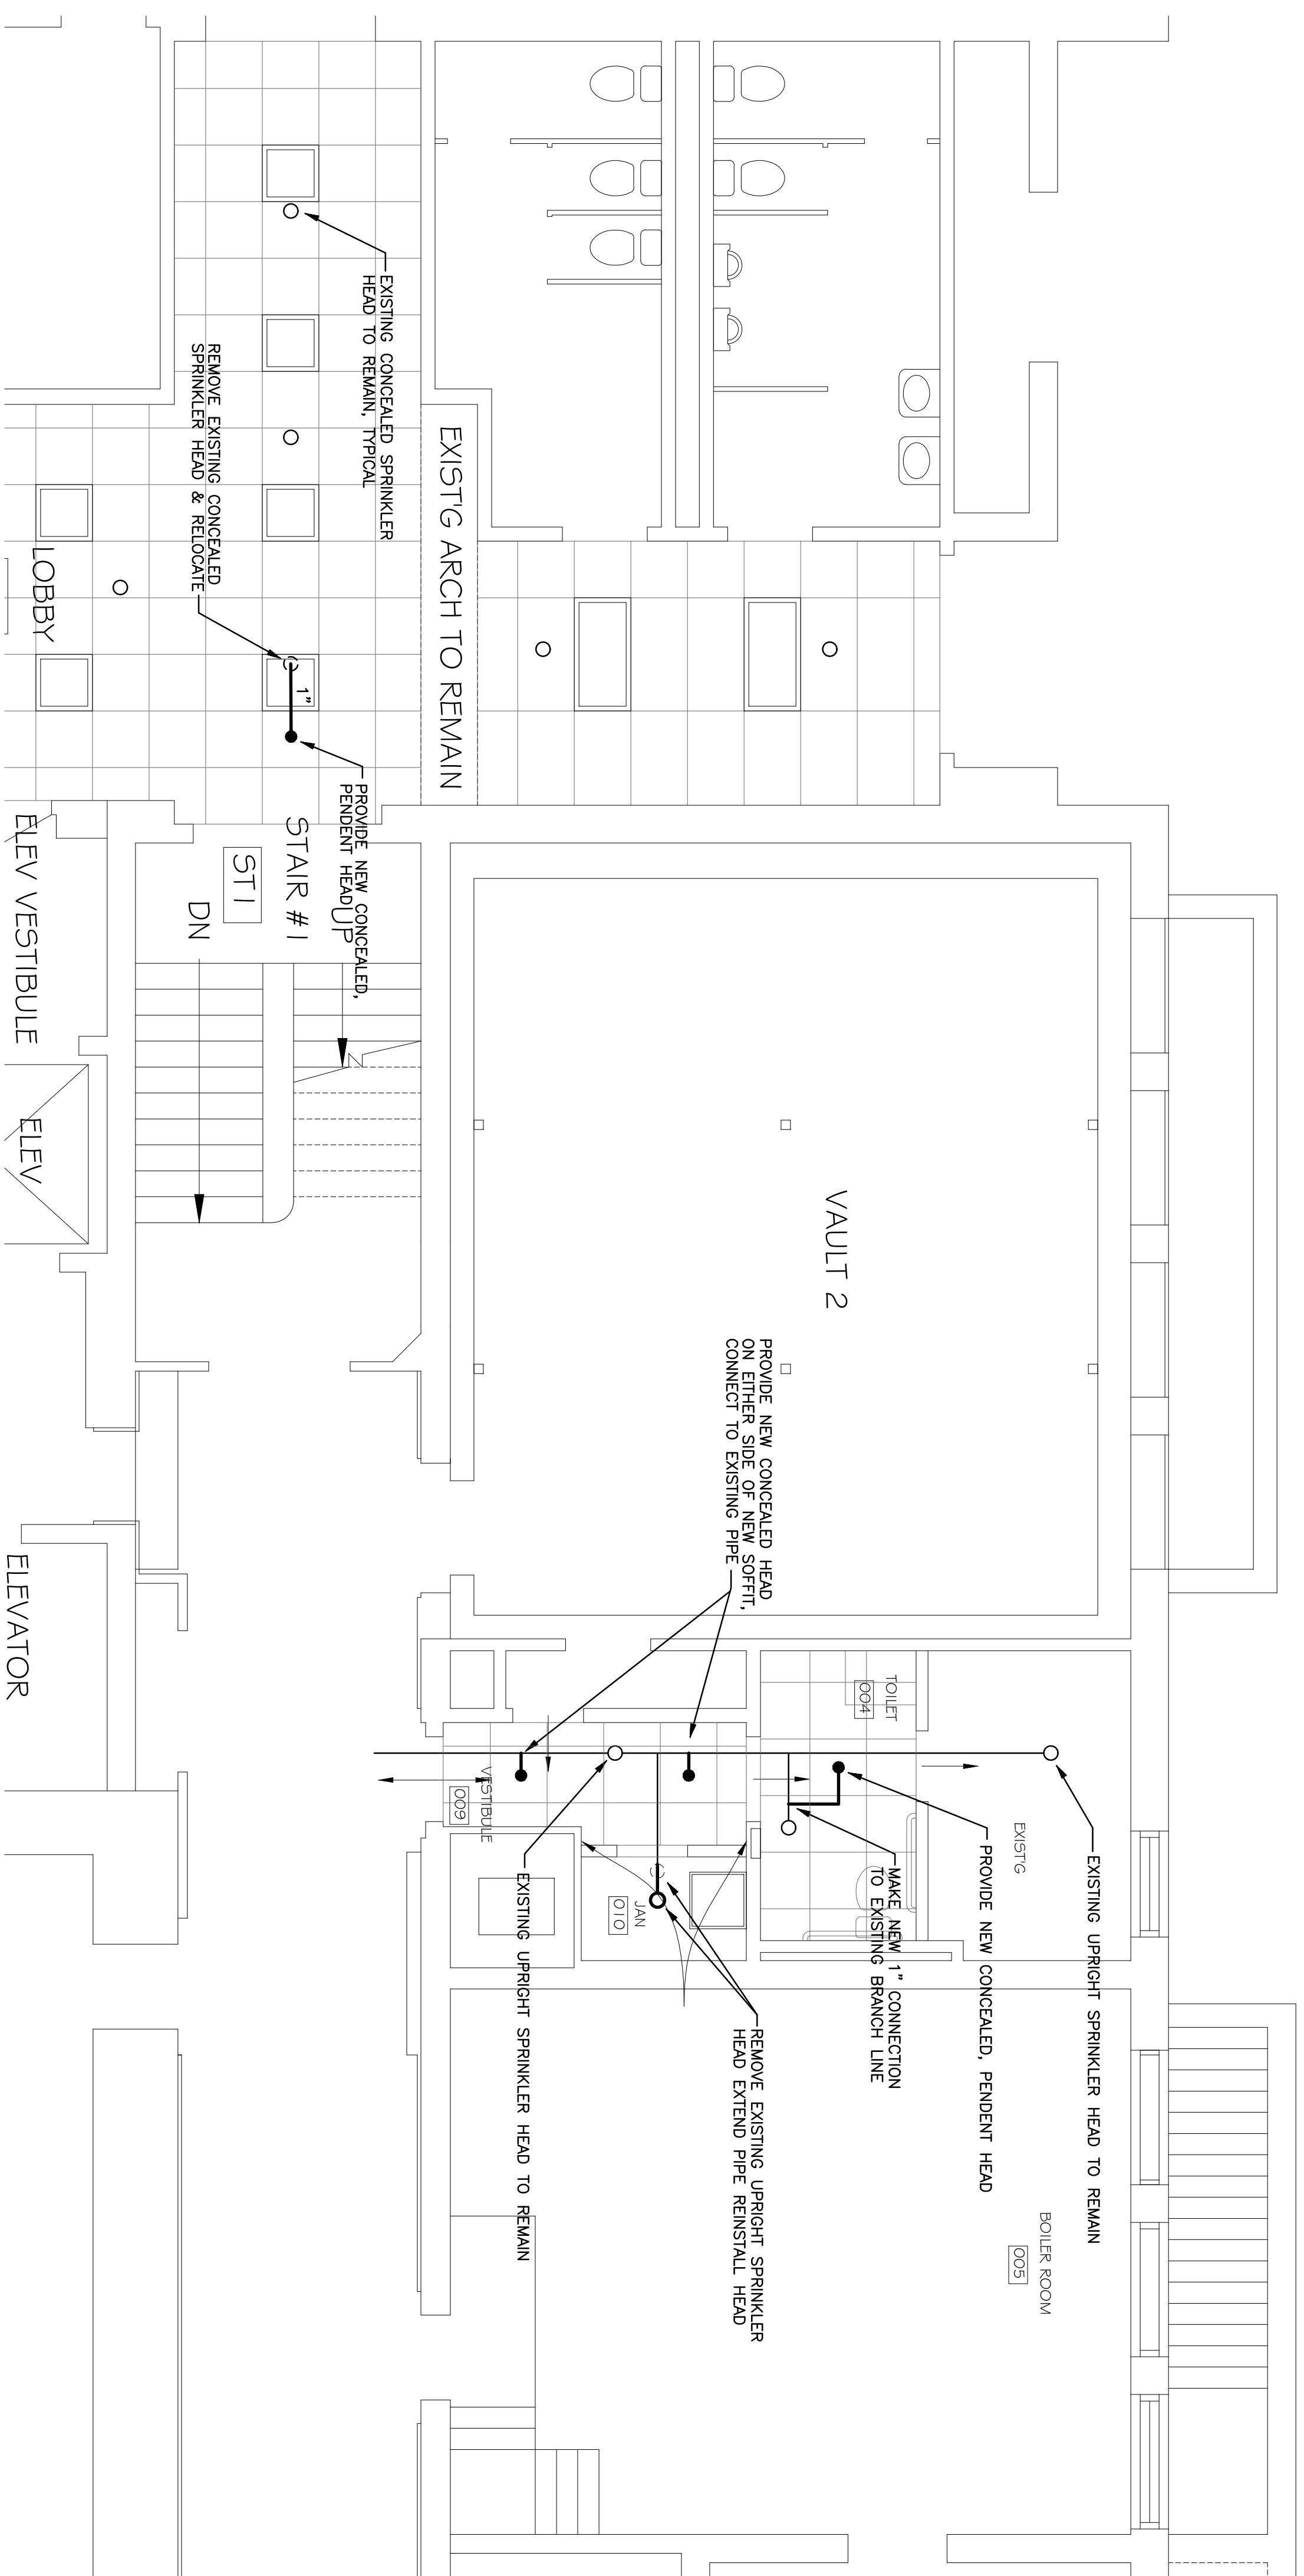 EXISTING UPRIGHT SPRINKLER HEAD TO REMAIN
BOILER ROOM
005
EXIST'G
PROVIDE NEW CONCEALED, PENDENT HEAD
MAKE NEW 1" CONNECTION
TO EXISTING BRANCH LINE
TOILET
004
VAULT 2
PROVIDE NEW CONCEALED HEAD
ON EITHER SIDE OF NEW SOFFIT,
CONNECT TO EXISTING PIPE
REMOVE EXISTING UPRIGHT SPRINKLER
HEAD EXTEND PIPE REINSTALL HEAD
JAN
010
EXISTING UPRIGHT SPRINKLER HEAD TO REMAIN
VESTIBULE
009
EXIST'G ARCH TO REMAIN
EXISTING CONCEALED SPRINKLER
HEAD TO REMAIN, TYPICAL
PROVIDE NEW CONCEALED,
PENDENT HEAD
UP
1"
STAIR #1
ST1
DN
REMOVE EXISTING CONCEALED
SPRINKLER HEAD & RELOCATE
LOBBY
ELEV VESTIBULE
ELEV
ELEVATOR